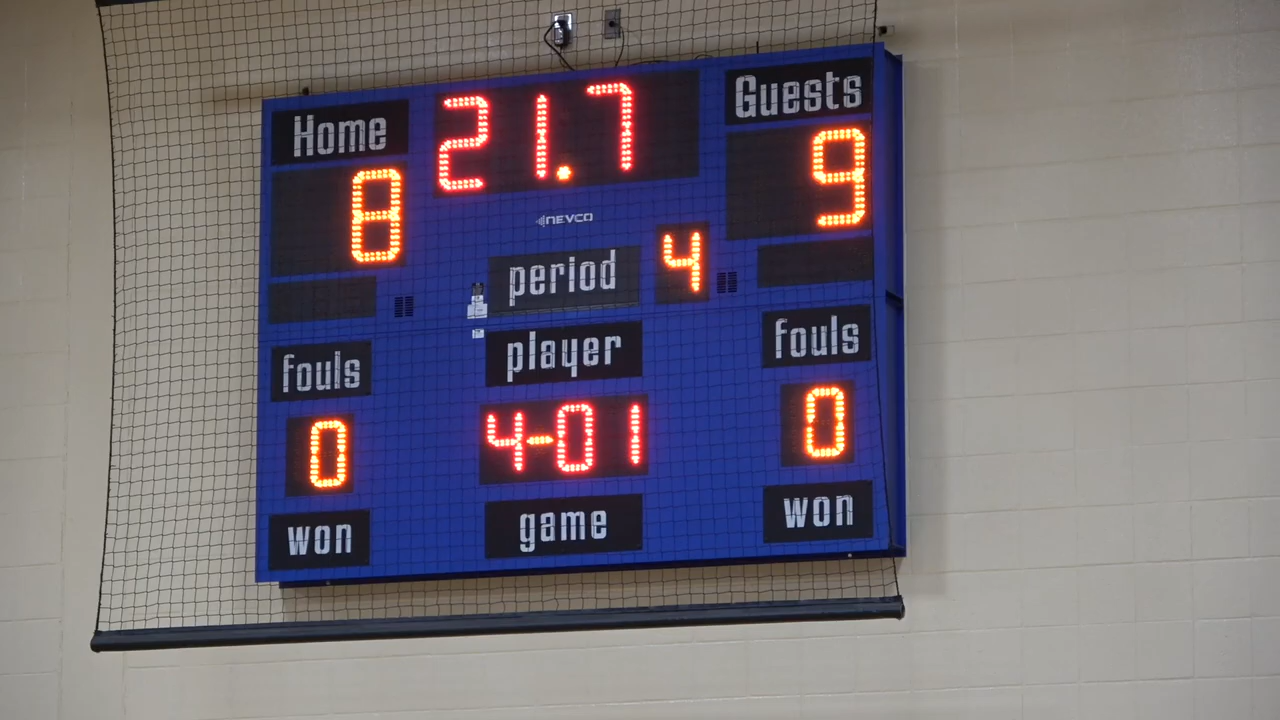 Home
21.7
Guests
8
9
NEVCO
period
4
fouls
player
fouls
0
4-01
0
won
game
won